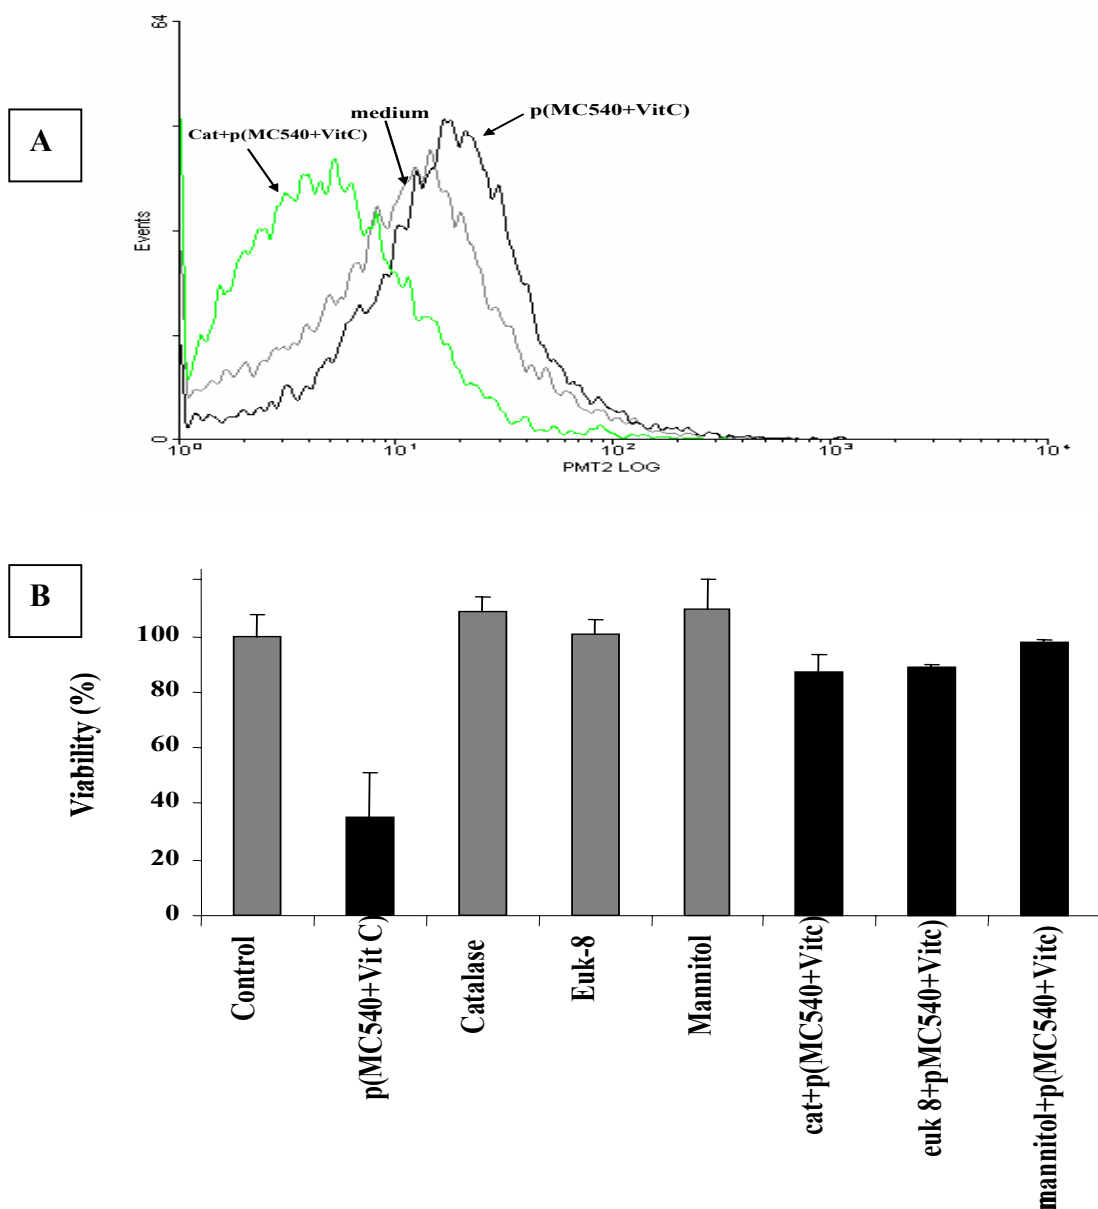 A
64
Events
0
Cat+p(MC540+VitC)
medium
p(MC540+VitC)
10⁰
10¹
10²
10³
10⁴
PMT2 LOG
B
Viability (%)
100
80
60
40
20
0
Control
p(MC540+Vit C)
Catalase
Euk-8
Mannitol
cat+p(MC540+Vitc)
euk 8+pMC540+Vitc)
mannitol+p(MC540+Vitc)